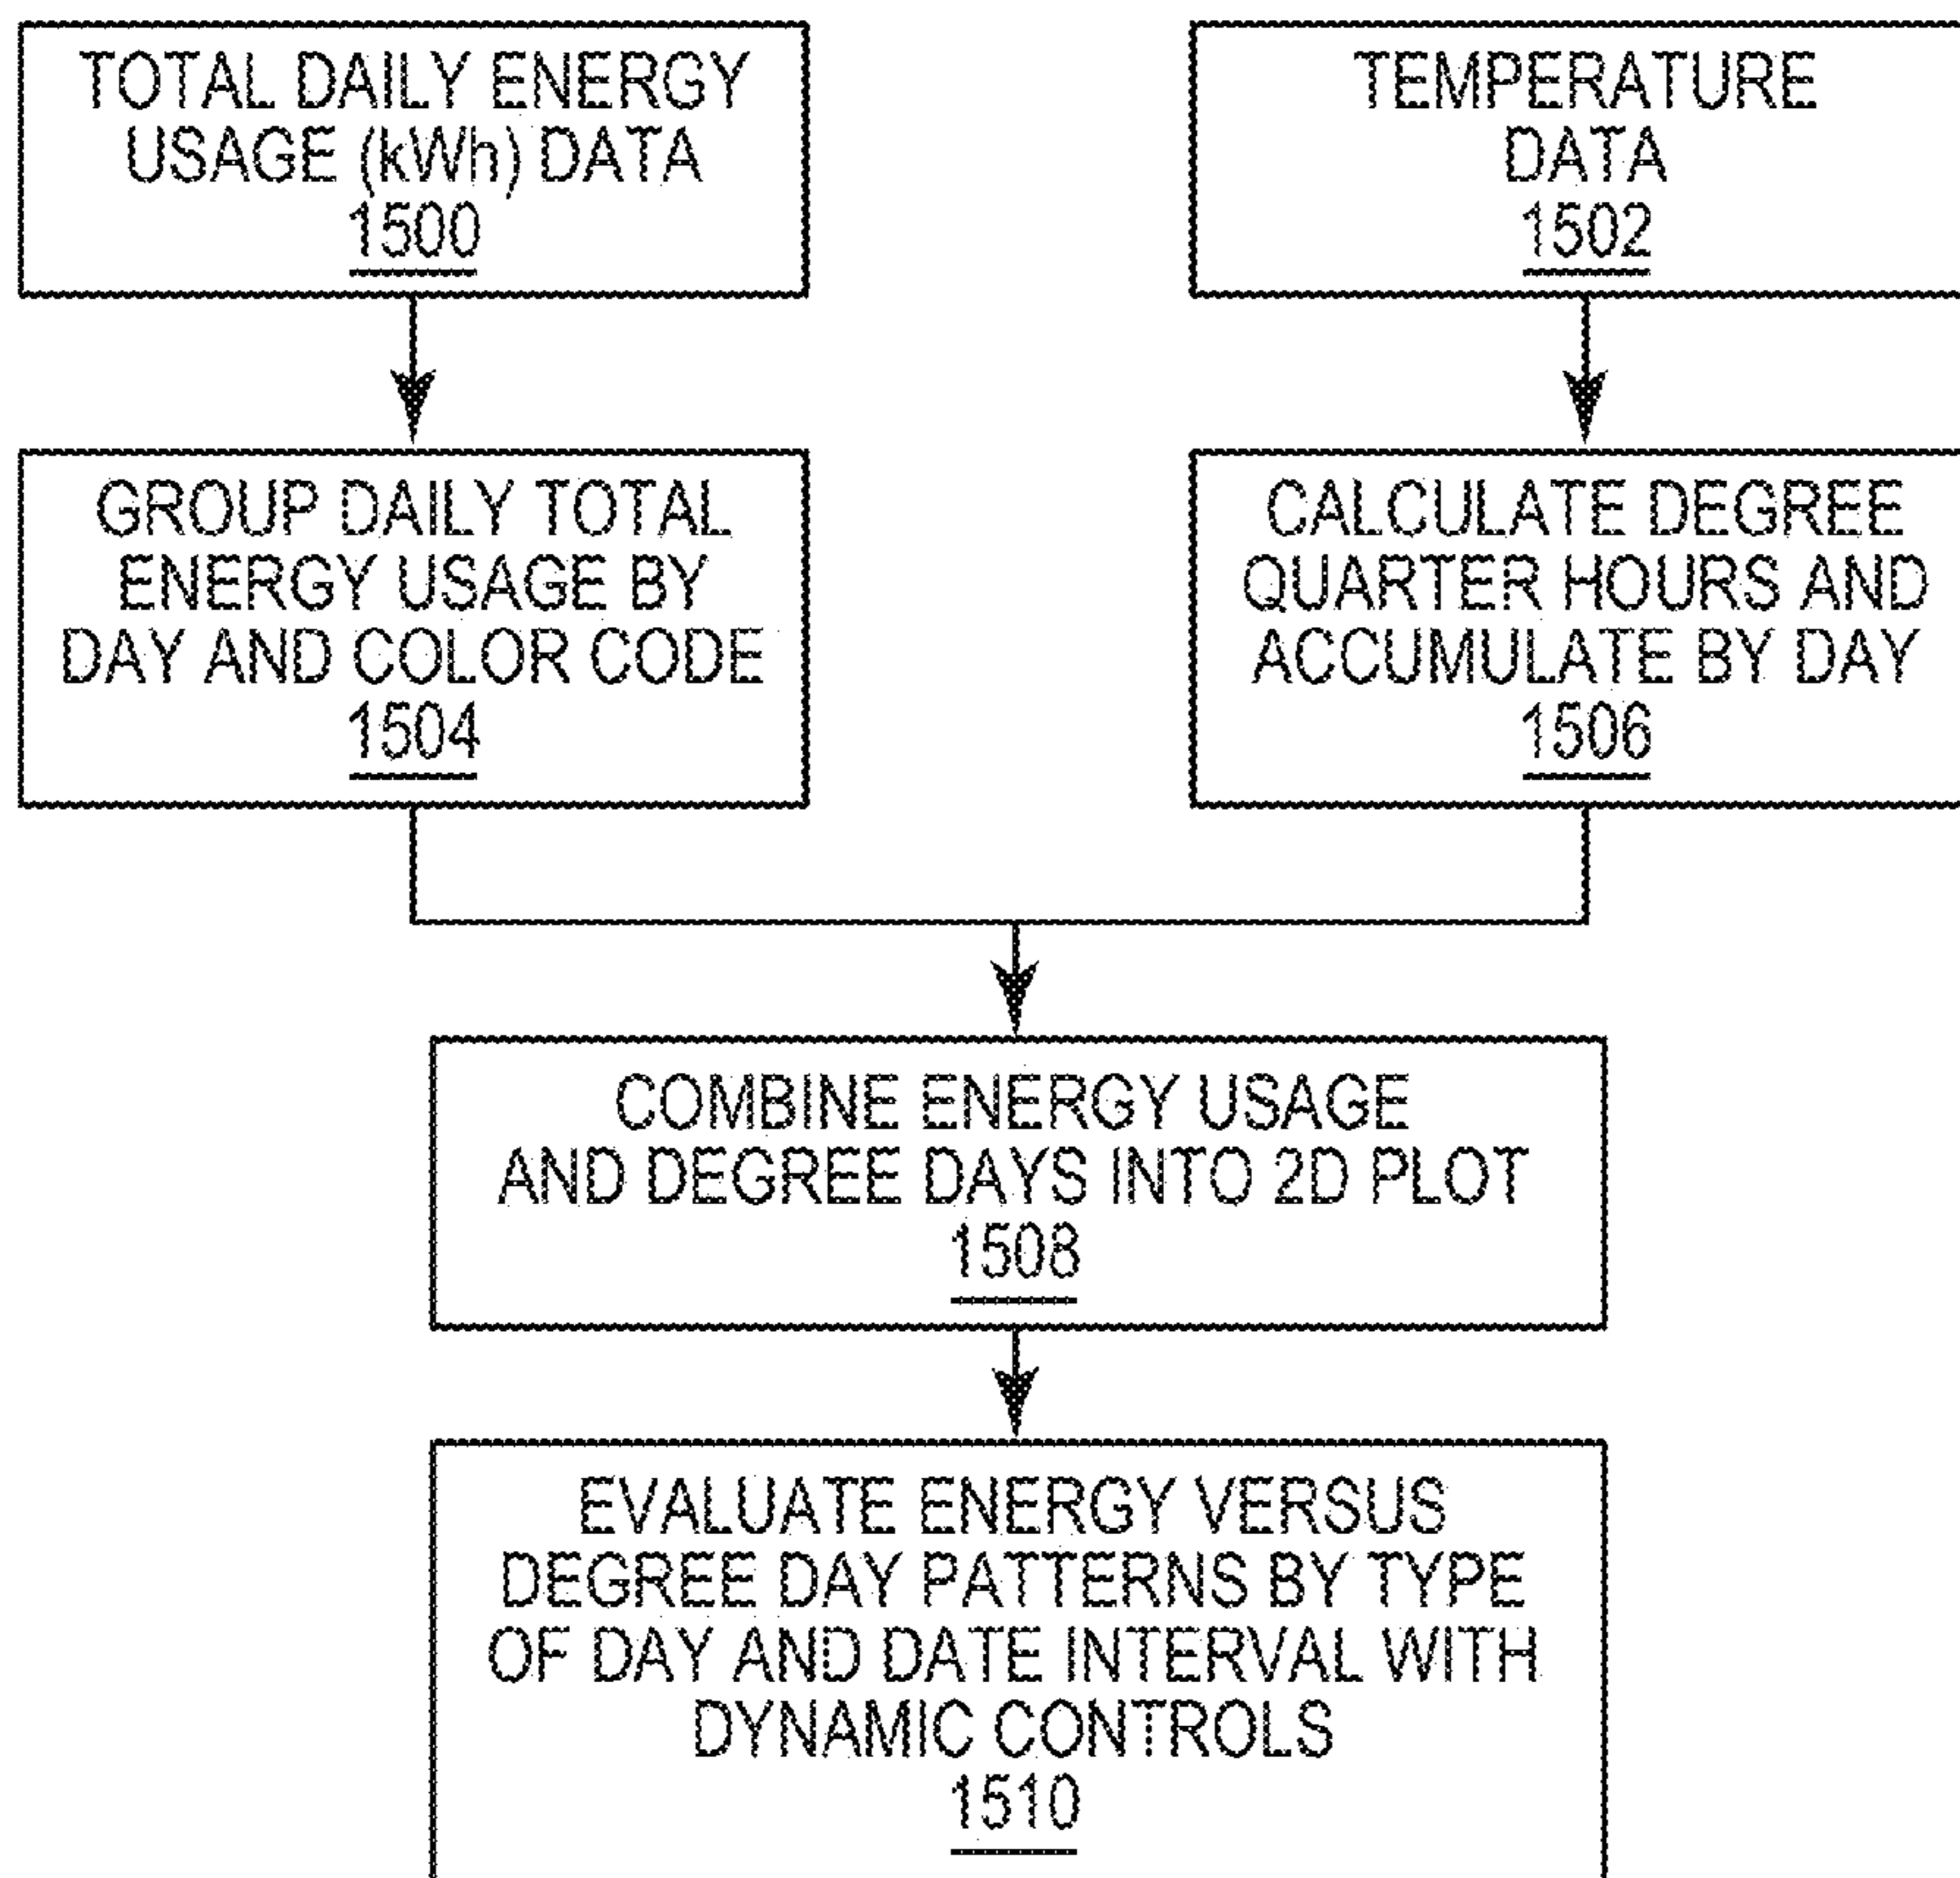 TOTAL DAILY ENERGY
USAGE (kWh) DATA
1500
TEMPERATURE
DATA
1502
GROUP DAILY TOTAL
ENERGY USAGE BY
DAY AND COLOR CODE
1504
CALCULATE DEGREE
QUARTER HOURS AND
ACCUMULATE BY DAY
1506
COMBINE ENERGY USAGE
AND DEGREE DAYS INTO 2D PLOT
1508
EVALUATE ENERGY VERSUS
DEGREE DAY PATTERNS BY TYPE
OF DAY AND DATE INTERVAL WITH
DYNAMIC CONTROLS
1510